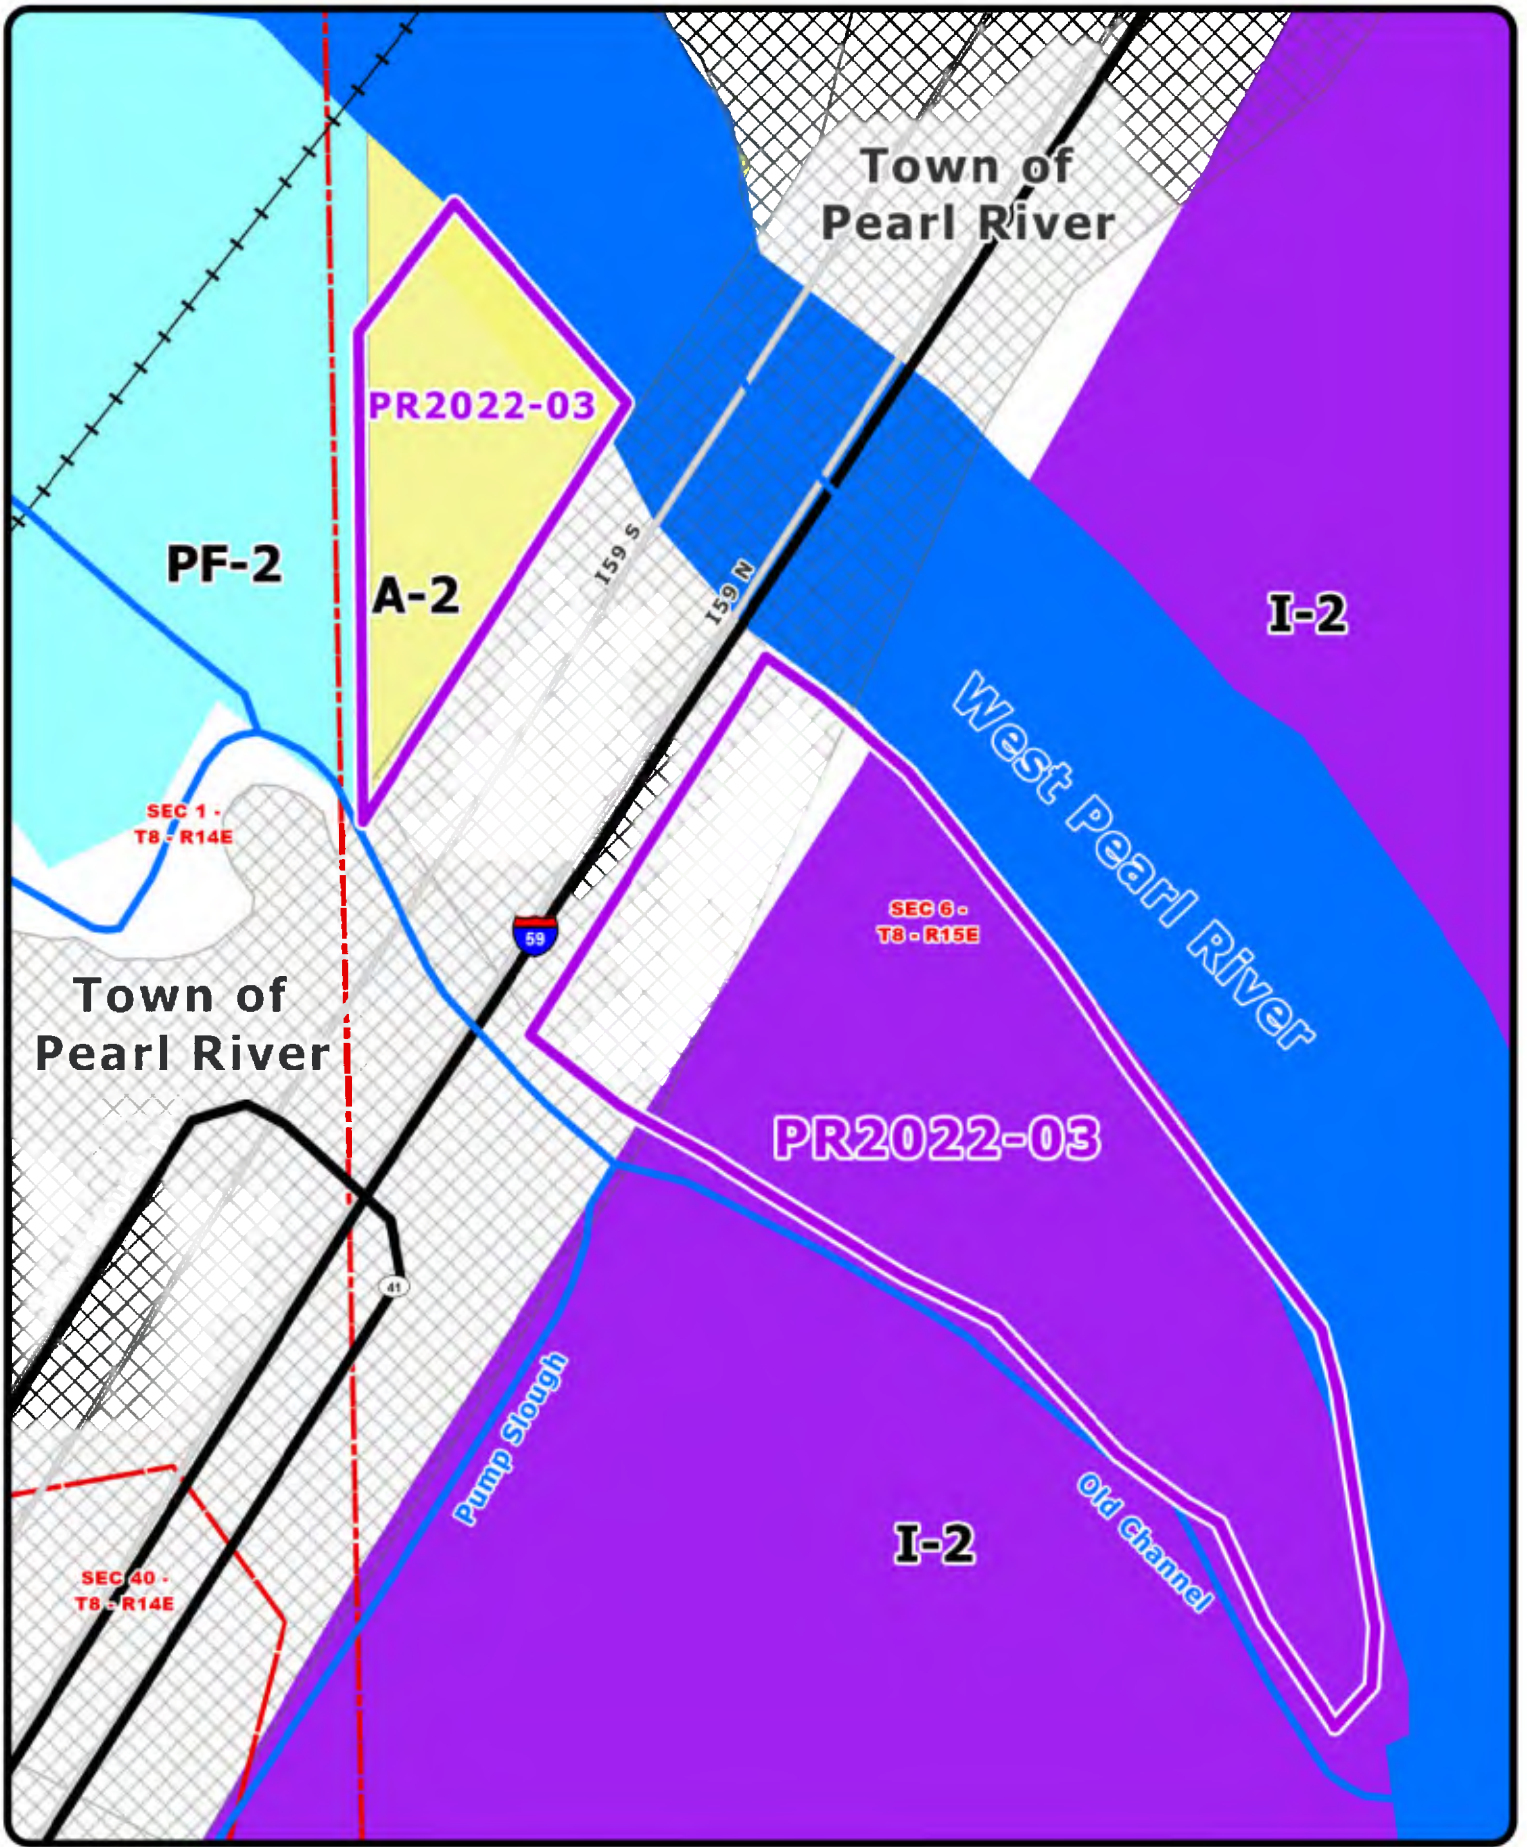 Town of
Pearl River
PR2022-03
I59 S
I59 N
PF-2
A-2
I-2
West Pearl River
SEC 1 -
T8 - R14E
59
SEC 6 -
T8 - R15E
Town of
Pearl River
PR2022-03
41
Pump Slough
Old Channel
I-2
SEC 40 -
T8 - R14E